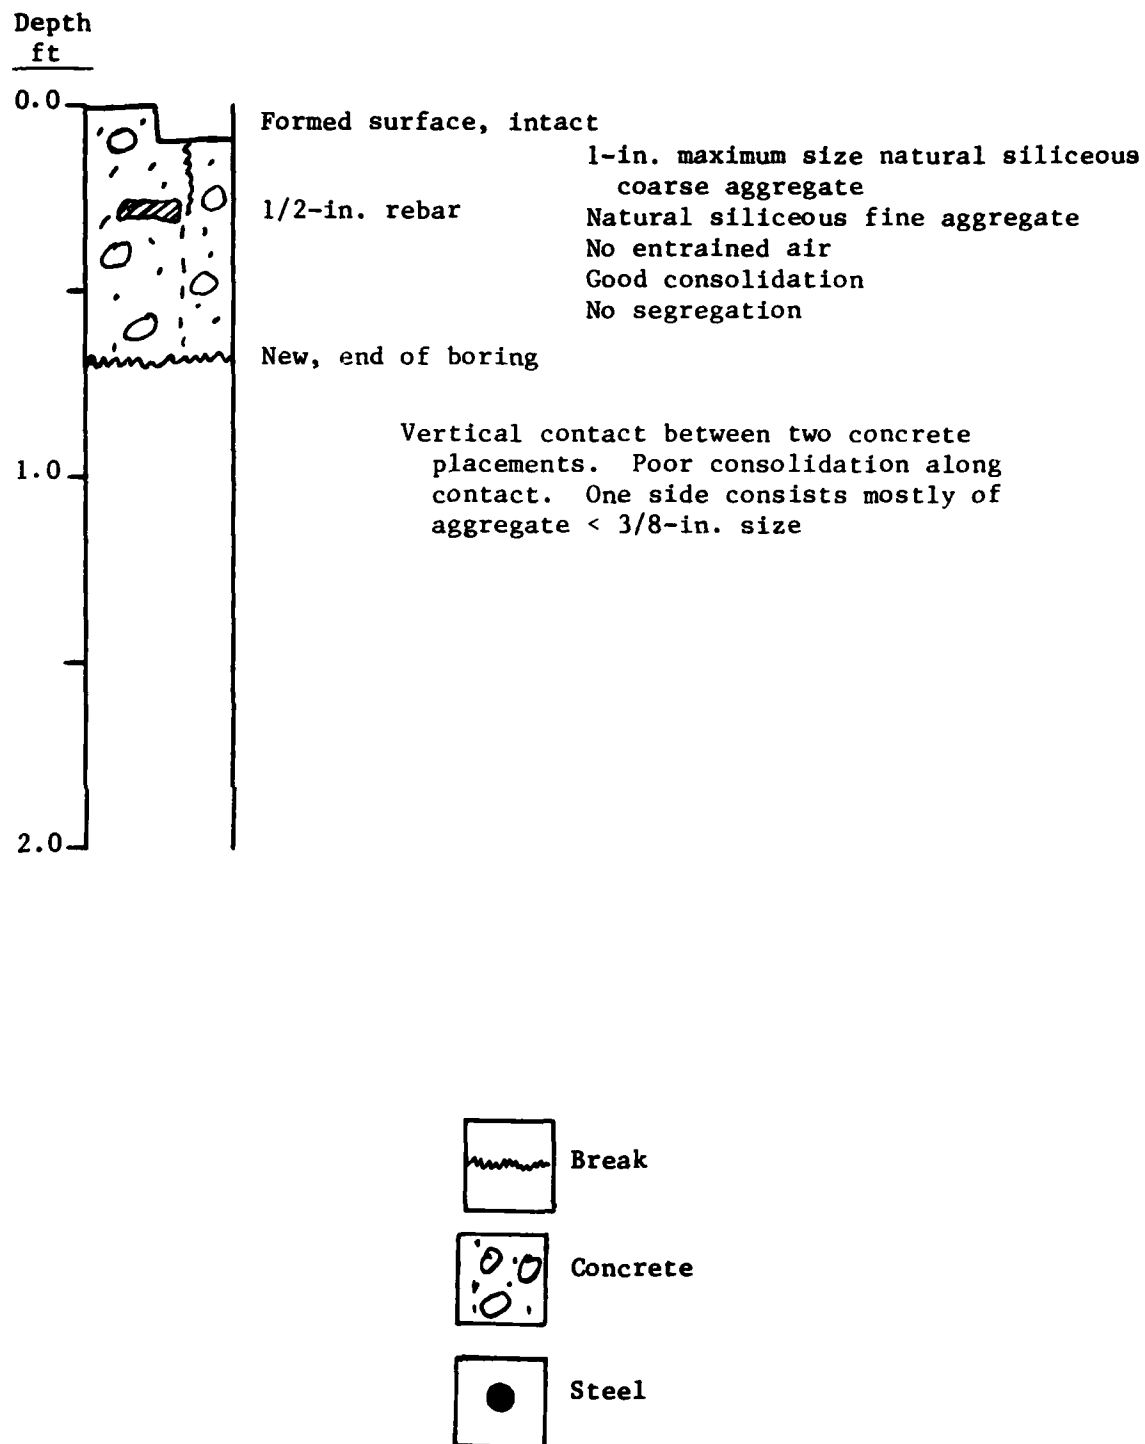 Depth
ft
0.0
Formed surface, intact
1-in. maximum size natural siliceous
coarse aggregate
1/2-in. rebar
Natural siliceous fine aggregate
No entrained air
Good consolidation
No segregation
New, end of boring
Vertical contact between two concrete
placements. Poor consolidation along
contact. One side consists mostly of
aggregate < 3/8-in. size
1.0
2.0
Break
Concrete
Steel